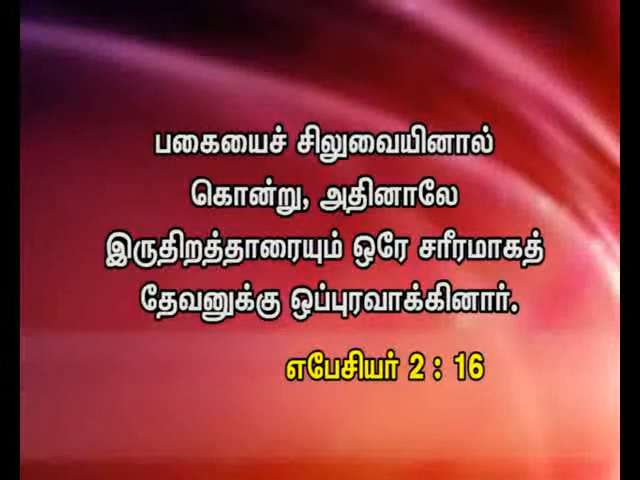 பகையைச் சிலுவையினால்
கொன்று, அதினாலே
இருதிறத்தாரையும் ஒரே சரீரமாகத்
தேவனுக்கு ஒப்புரவாக்கினார்.
எபேசியர் 2 : 16